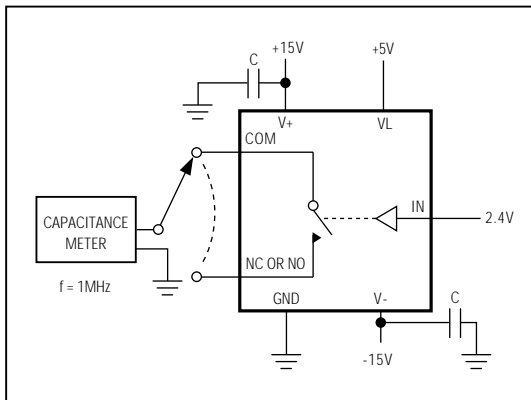 +15V
+5V
C
V+
VL
COM
IN
2.4V
CAPACITANCE
METER
NC OR NO
f = 1MHz
GND
V-
C
-15V